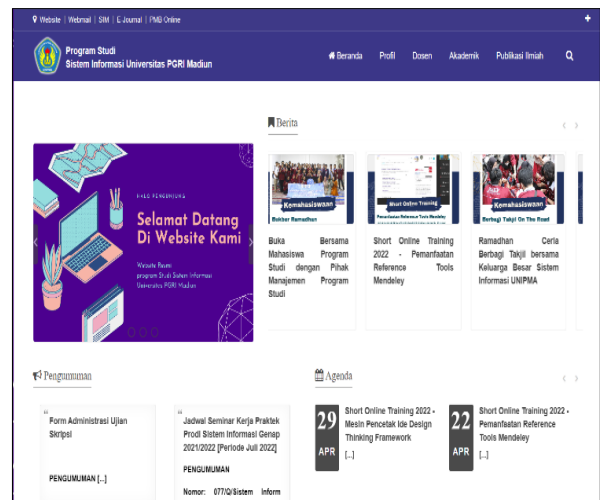 Website | Webmail | SIM | E Journal | PMB Online
Program Studi
Sistem Informasi Universitas PGRI Madiun
Beranda Profil Dosen Akademik Publikasi Ilmiah
Berita
HALO PENGUNJUNG
Selamat Datang
Di Website Kami
Website Resmi
program Studi Sistem Informasi
Universitas PGRI Madiun
Kemahasiswaan
Bukber Ramadhan
Buka Bersama
Mahasiswa Program
Studi dengan Pihak
Manajemen Program
Studi
Short Online Training
Pemanfaatan Reference Tools Mendeley
Short Online Training
2022 - Pemanfaatan
Reference Tools
Mendeley
Kemahasiswaan
Berbagi Takjil On The Road
Ramadhan Ceria
Berbagi Takjil bersama
Keluarga Besar Sistem
Informasi UNIPMA
Pengumuman
Form Administrasi Ujian
Skripsi
PENGUMUMAN [...]
Jadwal Seminar Kerja Praktek
Prodi Sistem Informasi Genap
2021/2022 [Periode Juli 2022]
PENGUMUMAN
Nomor: 077/Q/Sistem Inform
Agenda
29
APR
Short Online Training 2022 -
Mesin Pencetak Ide Design
Thinking Framework
[...]
22
APR
Short Online Training 2022 -
Pemanfaatan Reference
Tools Mendeley
[...]